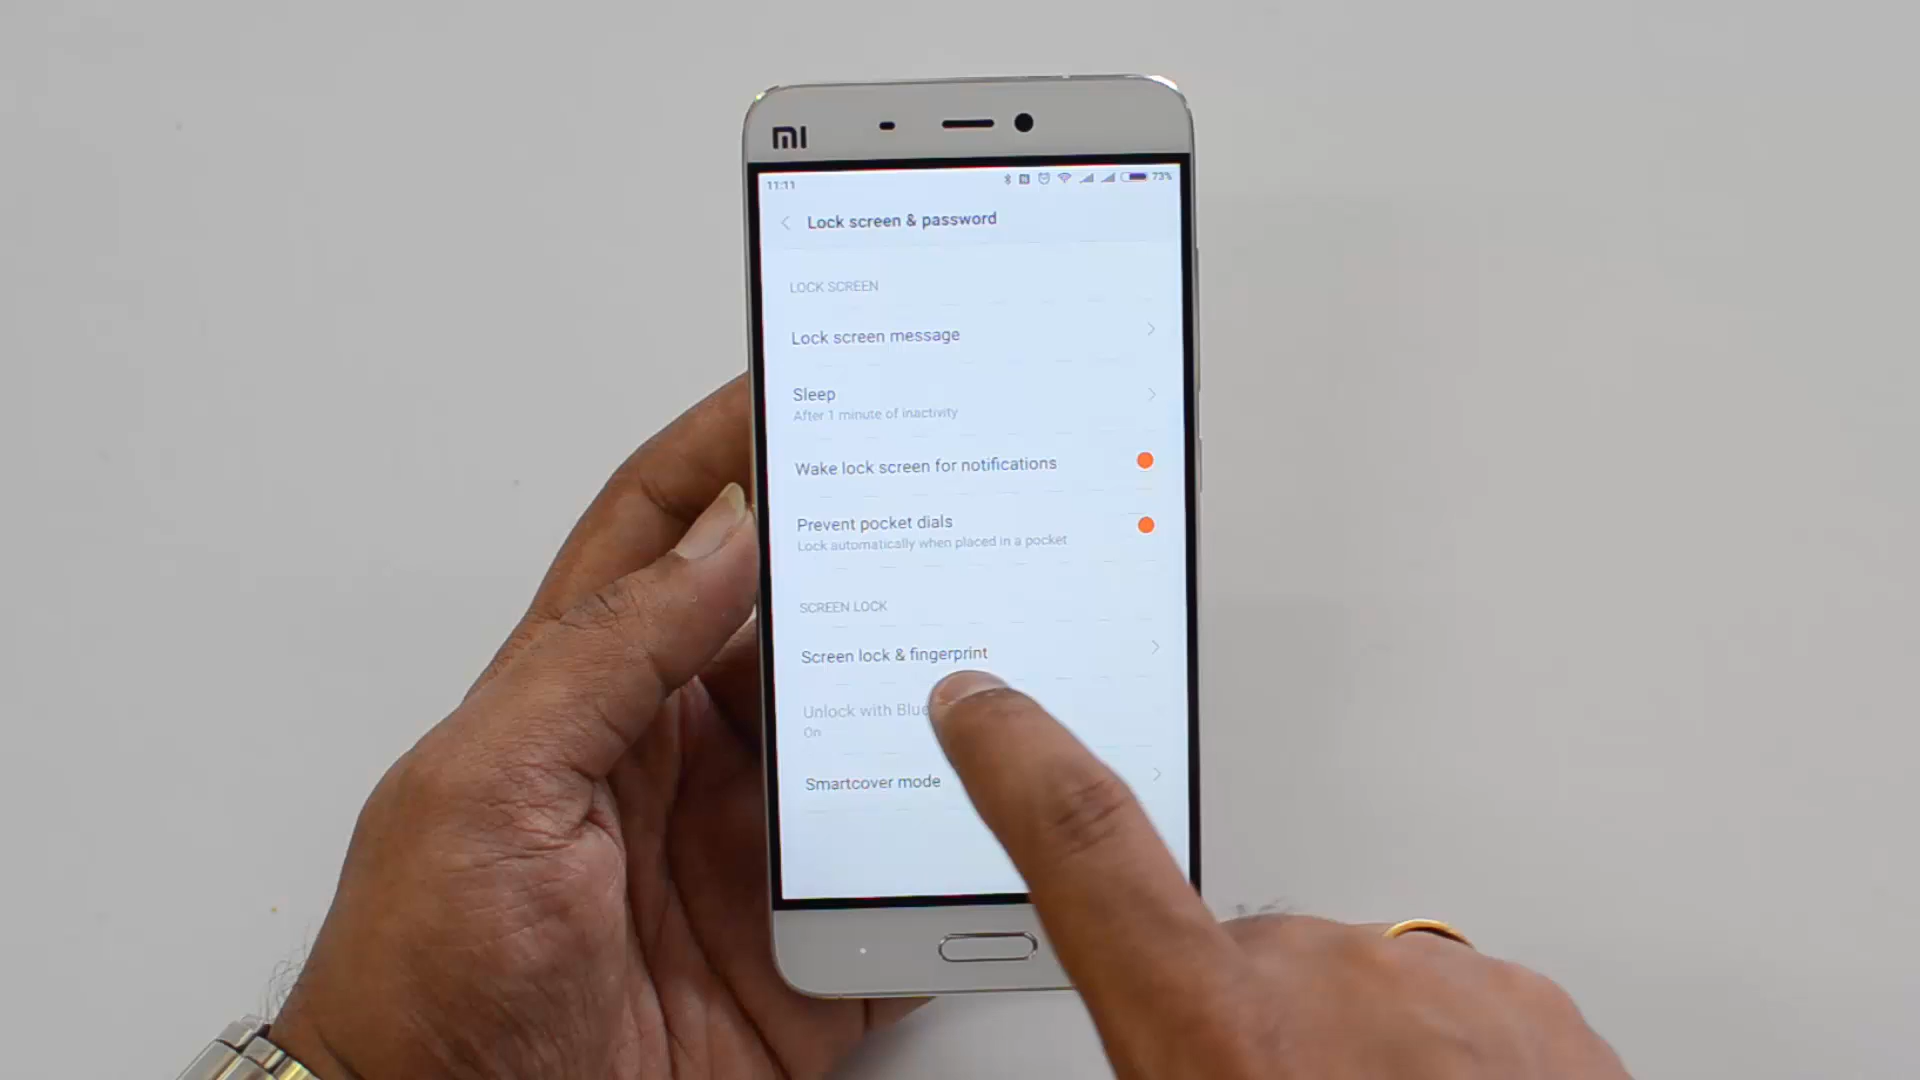 MI
11:11
73%
Lock screen & password
LOCK SCREEN
Lock screen message
Sleep
After 1 minute of inactivity
Wake lock screen for notifications
Prevent pocket dials
Lock automatically when placed in a pocket
SCREEN LOCK
Screen lock & fingerprint
Unlock with Blue
On
Smartcover mode